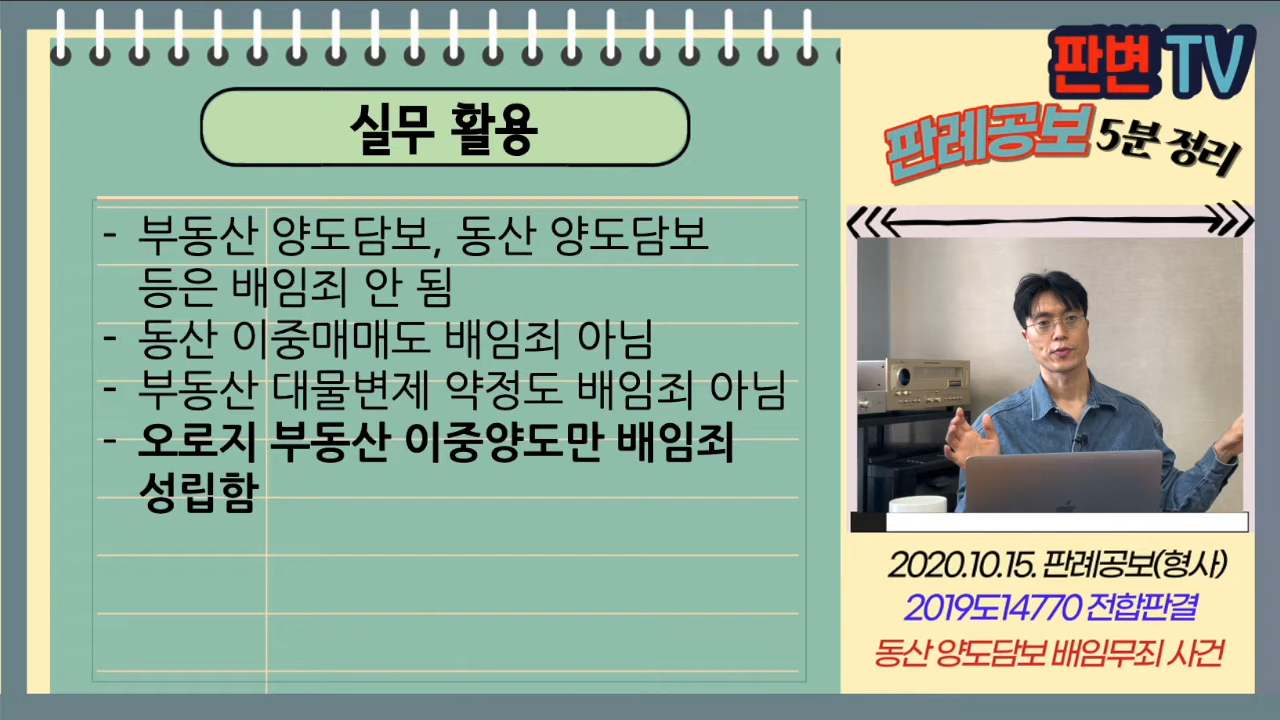 실무 활용
- 부동산 양도담보, 동산 양도담보
등은 배임죄 안 됨
- 동산 이중매매도 배임죄 아님
- 부동산 대물변제 약정도 배임죄 아님
- 오로지 부동산 이중양도만 배임죄
성립함
판변 TV
판례공보 5분 정리
2020.10.15. 판례공보(형사)
2019도14770 전합판결
동산 양도담보 배임무죄 사건